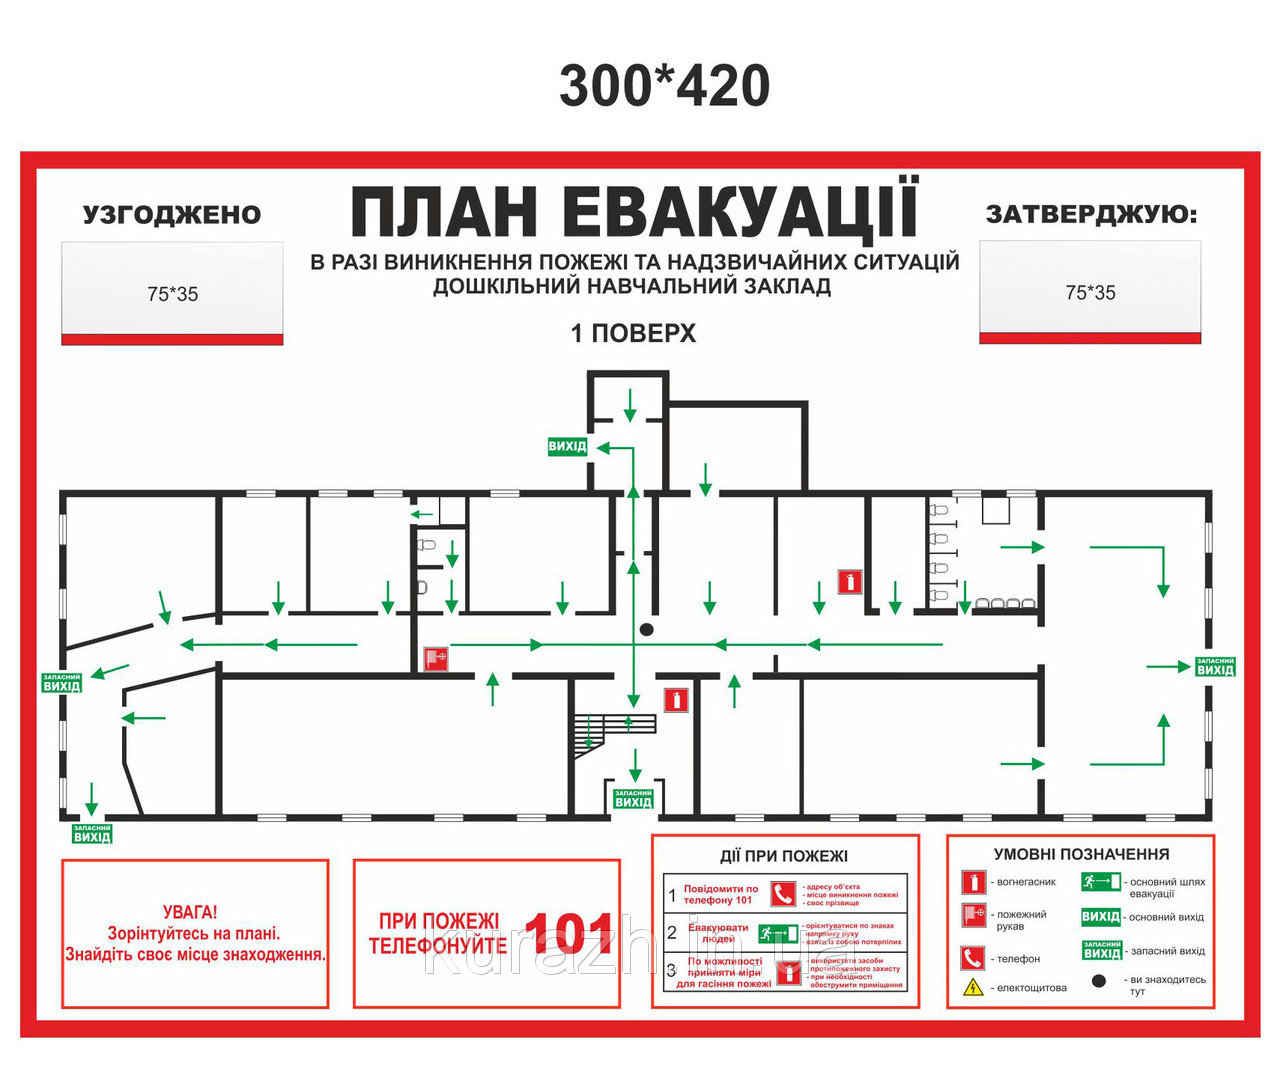 300*420
УЗГОДЖЕНО
75*35
ПЛАН ЕВАКУАЦІЇ
В РАЗІ ВИНИКНЕННЯ ПОЖЕЖІ ТА НАДЗВИЧАЙНИХ СИТУАЦІЙ
ДОШКІЛЬНИЙ НАВЧАЛЬНИЙ ЗАКЛАД
1 ПОВЕРХ
ЗАТВЕРДЖУЮ:
75*35
ВИХІД
ЗАПАСНИЙ
ВИХІД
ЗАПАСНИЙ
ВИХІД
ЗАПАСНИЙ
ВИХІД
ЗАПАСНИЙ
ВИХІД
УВАГА!
Зорінтуйтесь на плані.
Знайдіть своє місце знаходження.
ПРИ ПОЖЕЖІ
ТЕЛЕФОНУЙТЕ
101
ДІЇ ПРИ ПОЖЕЖІ
1
Повідомити по
телефону 101
- адресу об'єкта
- місце виникнення пожежі
- своє прізвище
2
Евакуювати
людей
- орієнтуватися по знаках
напрямку руху
- взяти із собою потерпілих
3
По можливості
прийняти міри
для гасіння пожежі
- використати засоби
протипожежного захисту
- при необхідності
обеструмити приміщення
УМОВНІ ПОЗНАЧЕННЯ
- вогнегасник
- пожежний
рукав
- телефон
- електощитова
- основний шлях
евакуації
ВИХІД
- основний вихід
ЗАПАСНИЙ
ВИХІД
- запасний вихід
- ви знаходитесь
тут
kurazh.in.ua